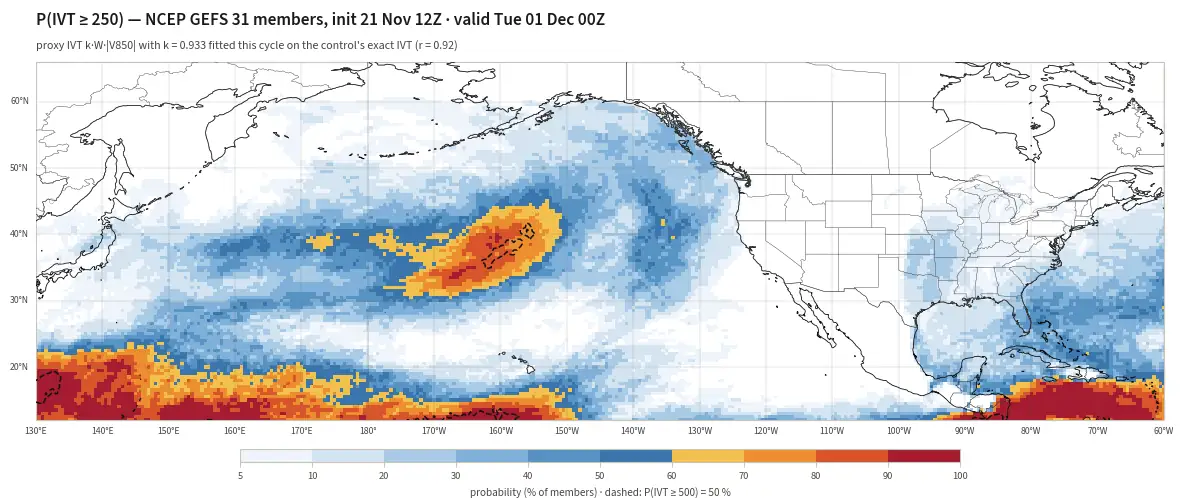 P(IVT ≥ 250) — NCEP GEFS 31 members, init 21 Nov 12Z · valid Tue 01 Dec 00Z
proxy IVT k·W·|V850| with k = 0.933 fitted this cycle on the control's exact IVT (r = 0.92)
60°N
50°N
40°N
30°N
20°N
130°E 140°E 150°E 160°E 170°E 180° 170°W 160°W 150°W 140°W 130°W 120°W 110°W 100°W 90°W 80°W 70°W 60°W
5 10 20 30 40 50 60 70 80 90 100
probability (% of members) · dashed: P(IVT ≥ 500) = 50 %